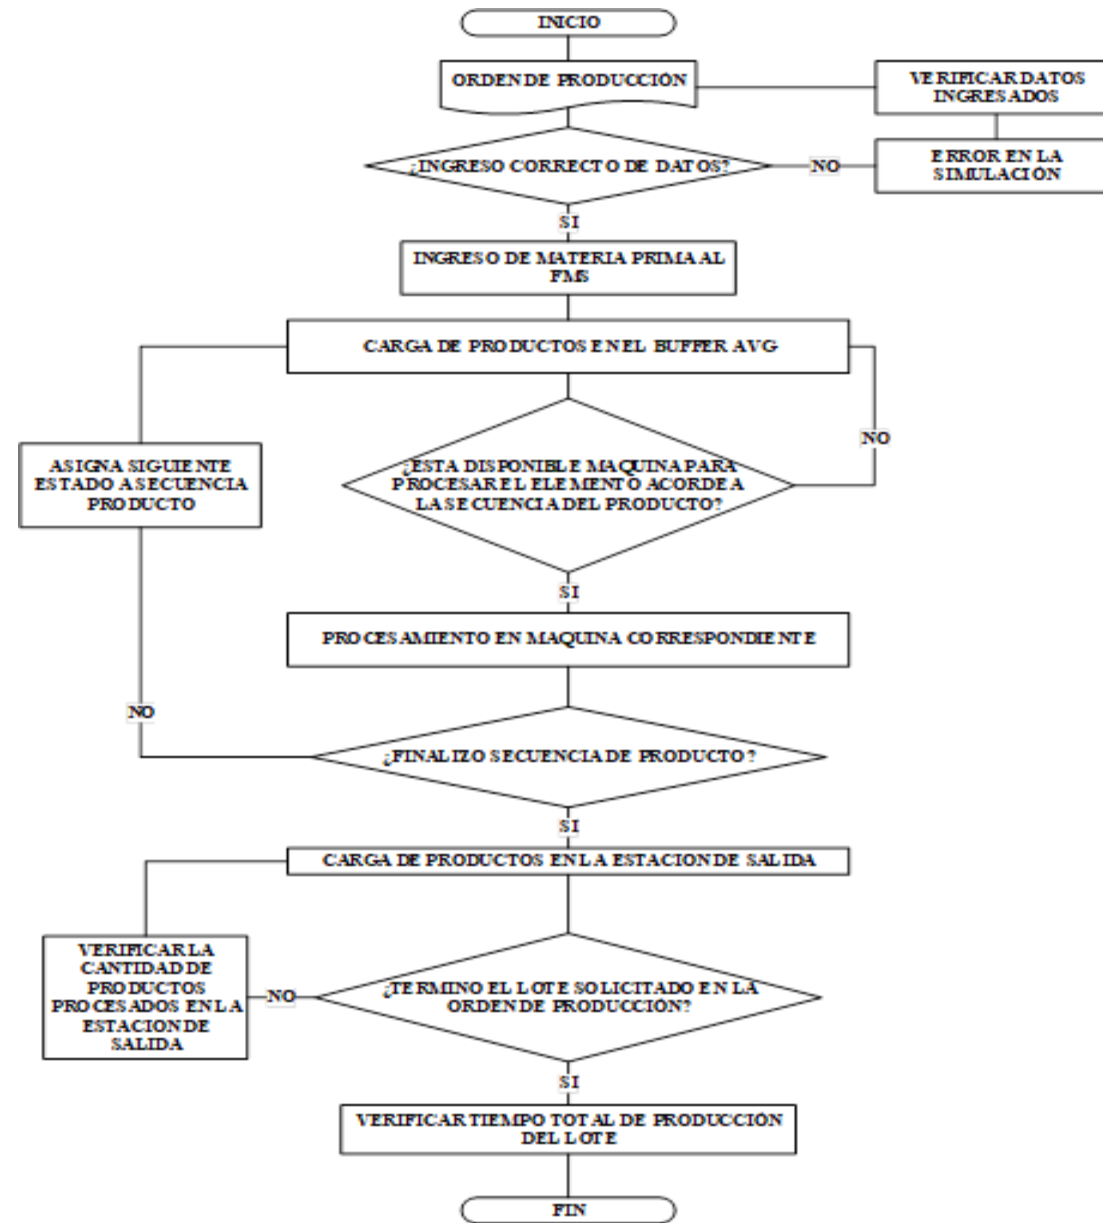 INICIO
ORDEN DE PRODUCCIÓN
VERIFICAR DATOS
INGRESADOS
¿INGRESO CORRECTO DE DATOS?
NO
ERROR EN LA
SIMULACIÓN
SI
INGRESO DE MATERIA PRIMA AL
FMS
CARGA DE PRODUCTOS EN EL BUFFER AVG
NO
ASIGNA SIGUIENTE
ESTADO A SECUENCIA
PRODUCTO
¿ESTA DISPONIBLE MAQUINA PARA
PROCESAR EL ELEMENTO ACORDE A
LA SECUENCIA DEL PRODUCTO?
SI
PROCESAMIENTO EN MAQUINA CORRESPONDIENTE
NO
¿FINALIZO SECUENCIA DE PRODUCTO?
SI
CARGA DE PRODUCTOS EN LA ESTACION DE SALIDA
VERIFICAR LA
CANTIDAD DE
PRODUCTOS
PROCESADOS EN LA
ESTACION DE
SALIDA
NO
¿TERMINO EL LOTE SOLICITADO EN LA
ORDEN DE PRODUCCIÓN?
SI
VERIFICAR TIEMPO TOTAL DE PRODUCCIÓN
DEL LOTE
FIN